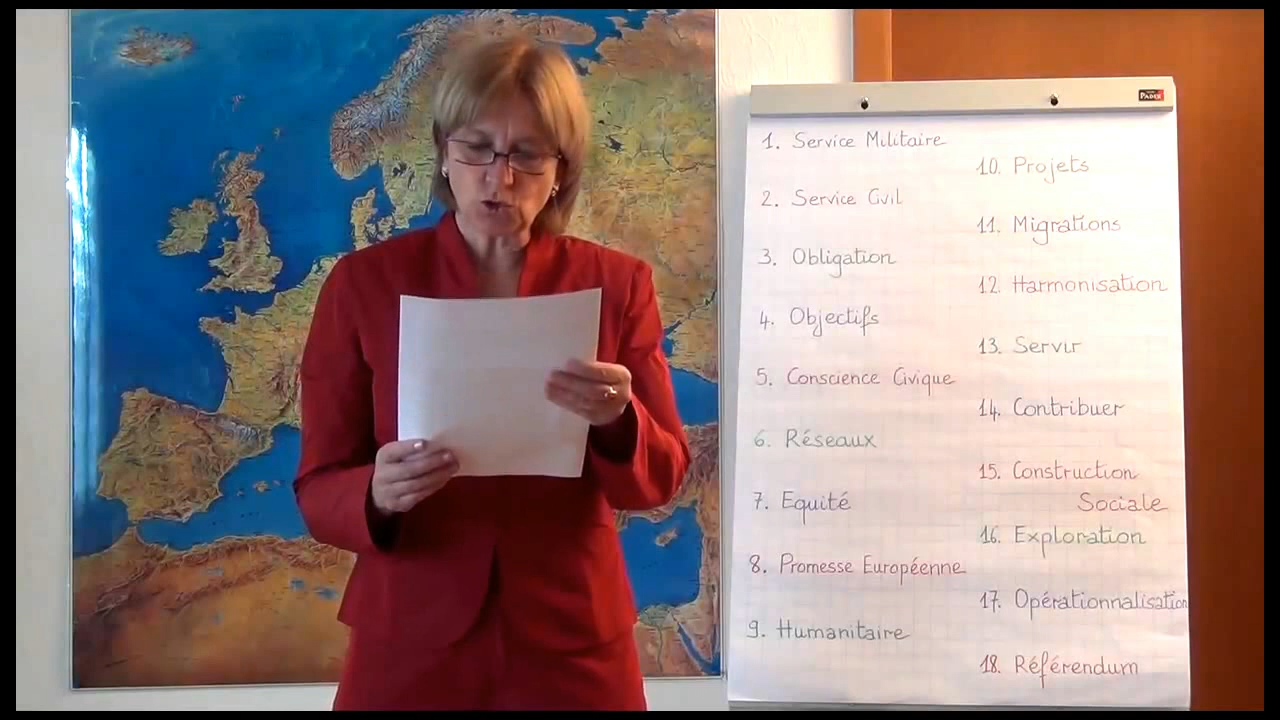 PADEX
1. Service Militaire
2. Service Civil
3. Obligation
4. Objectifs
5. Conscience Civique
6. Réseaux
7. Equité
8. Promesse Européenne
9. Humanitaire
10. Projets
11. Migrations
12. Harmonisation
13. Servir
14. Contribuer
15. Construction
Sociale
16. Exploration
17. Opérationnalisation
18. Référendum